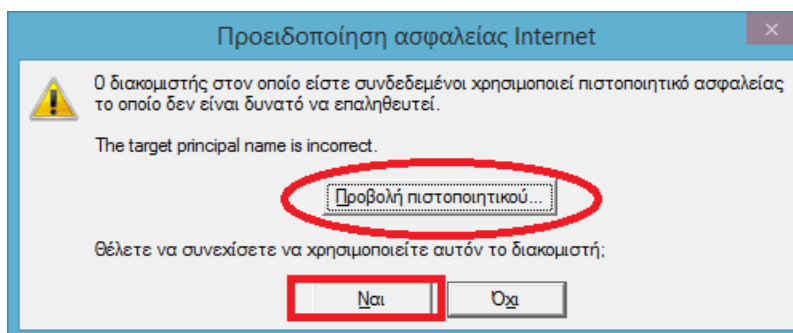 Προειδοποίηση ασφαλείας Internet
Ο διακομιστής στον οποίο είστε συνδεδεμένοι χρησιμοποιεί πιστοποιητικό ασφαλείας
το οποίο δεν είναι δυνατό να επαληθευτεί.
The target principal name is incorrect.
Προβολή πιστοποιητικού...
Θέλετε να συνεχίσετε να χρησιμοποιείτε αυτόν το διακομιστή;
Ναι
Όχι